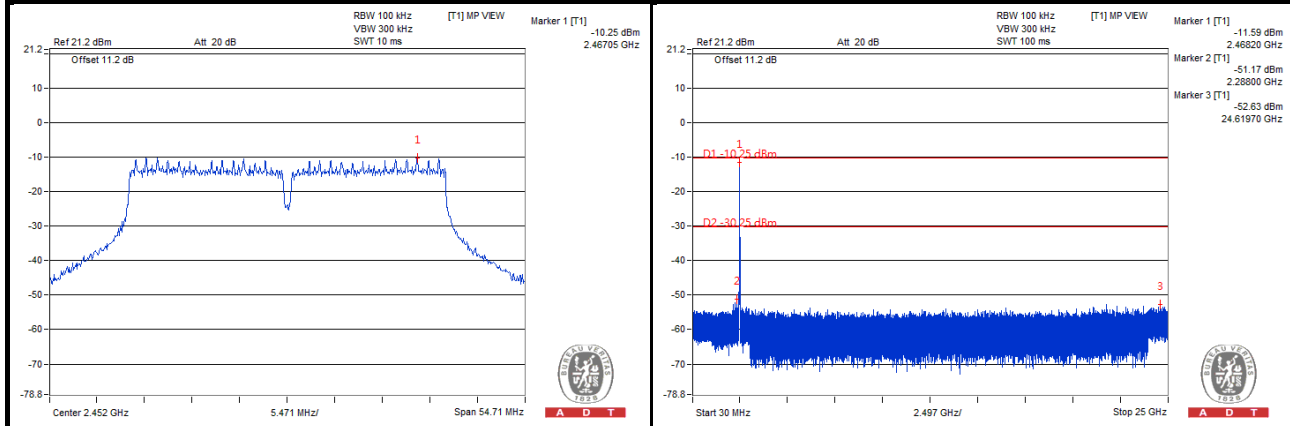 RBW 100 kHz [T1] MP VIEW
VBW 300 kHz
Ref 21.2 dBm Att 20 dB SWT 10 ms
Marker 1 [T1]
-10.25 dBm
2.46705 GHz
21.2
Offset 11.2 dB
10
0
1
-10
-20
-30
-40
-50
-60
-70
-78.8
Center 2.452 GHz 5.471 MHz/ Span 54.71 MHz
BUREAU VERITAS
1828
A D T
RBW 100 kHz [T1] MP VIEW
VBW 300 kHz
Ref 21.2 dBm Att 20 dB SWT 100 ms
Marker 1 [T1]
-11.59 dBm
2.46820 GHz
Marker 2 [T1]
-51.17 dBm
2.28800 GHz
Marker 3 [T1]
-52.63 dBm
24.61970 GHz
21.2
Offset 11.2 dB
10
0
1
D1 -10.25 dBm
-10
-20
D2 -30.25 dBm
-30
-40
2
3
-50
-60
-70
-78.8
Start 30 MHz 2.497 GHz/ Stop 25 GHz
BUREAU VERITAS
1828
A D T